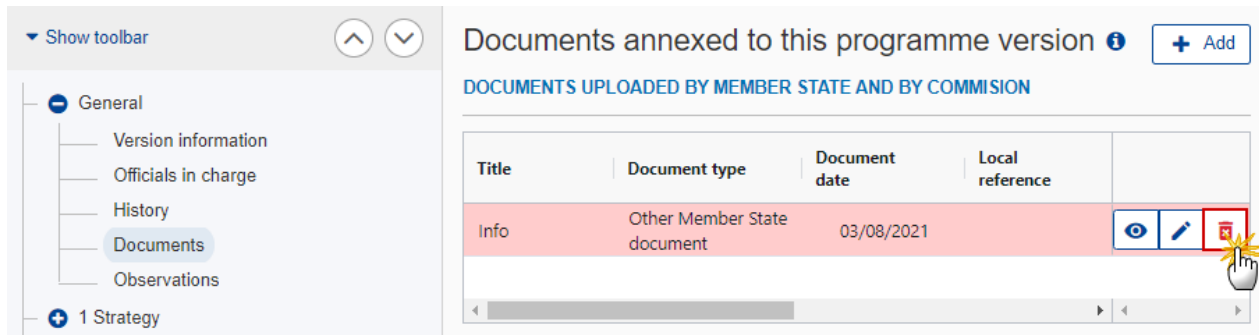 Show toolbar
General
Version information
Officials in charge
History
Documents
Observations
1 Strategy
Documents annexed to this programme version
+ Add
DOCUMENTS UPLOADED BY MEMBER STATE AND BY COMMISION
Title
Document type
Document
date
Local
reference
Info
Other Member State
document
03/08/2021